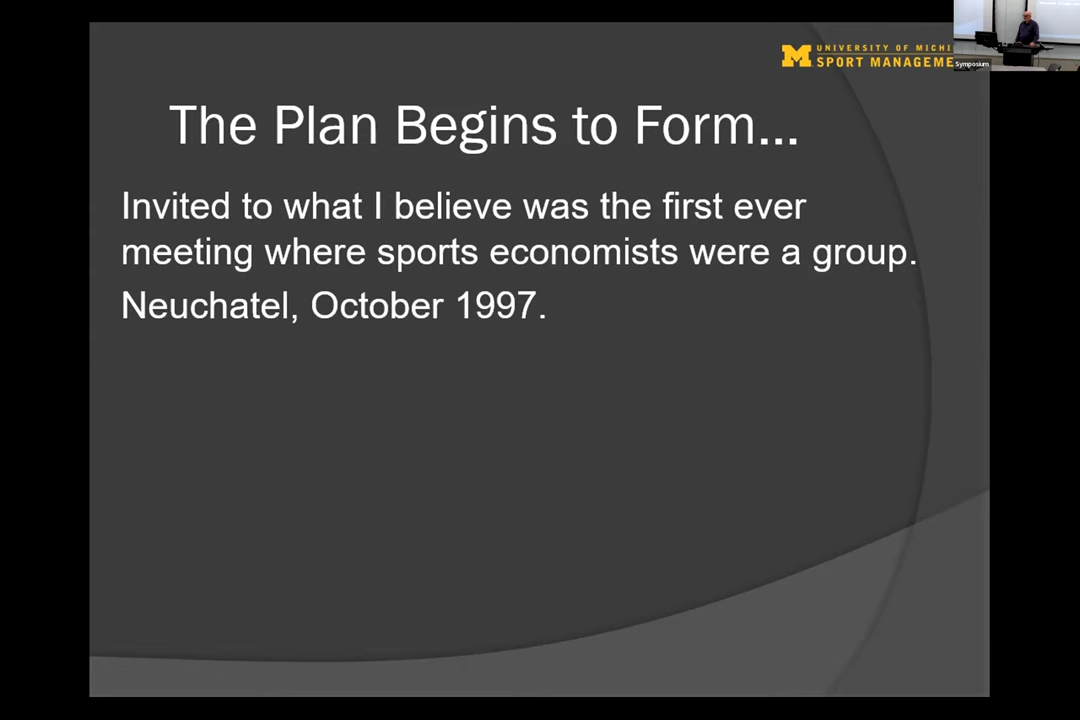 UNIVERSITY OF MICHI
SPORT MANAGEME
Symposium
The Plan Begins to Form...
Invited to what I believe was the first ever
meeting where sports economists were a group.
Neuchatel, October 1997.